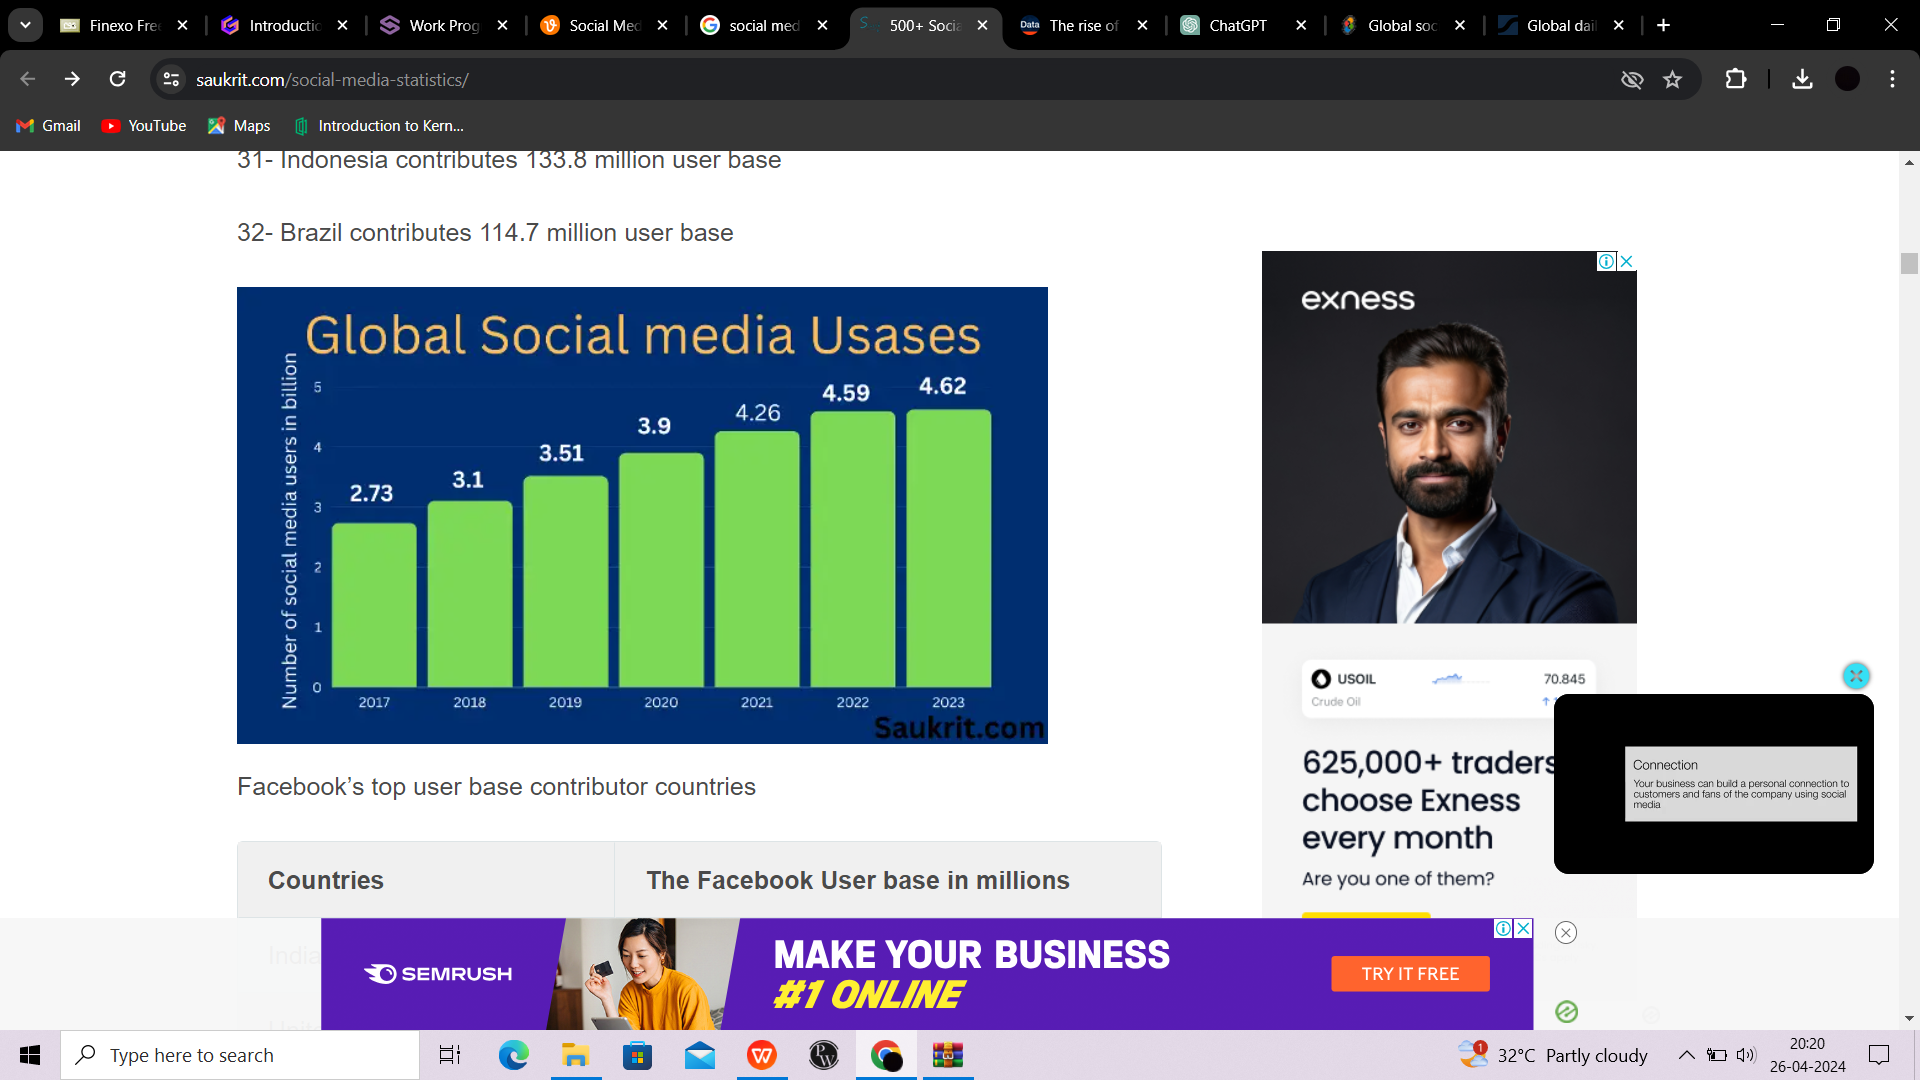 Finexo Fre
Introductio
Work Prog
Social Med
social med
500+ Socia
Data
The rise of
ChatGPT
Global soc
Global dai
saukrit.com/social-media-statistics/
Gmail
YouTube
Maps
Introduction to Kern...
31- Indonesia contributes 133.8 million user base
32- Brazil contributes 114.7 million user base
Global Social media Usases
Number of social media users in billion
5
4
3
2
1
0
2.73
3.1
3.51
3.9
4.26
4.59
4.62
2017
2018
2019
2020
2021
2022
2023
Saukrit.com
Facebook’s top user base contributor countries
Countries
The Facebook User base in millions
India
exness
USOIL
70.845
Crude Oil
625,000+ traders
choose Exness
every month
Are you one of them?
Connection
Your business can build a personal connection to
customers and fans of the company using social
media
SEMRUSH
MAKE YOUR BUSINESS
#1 ONLINE
TRY IT FREE
Type here to search
W
PW
1
32°C Partly cloudy
20:20
26-04-2024